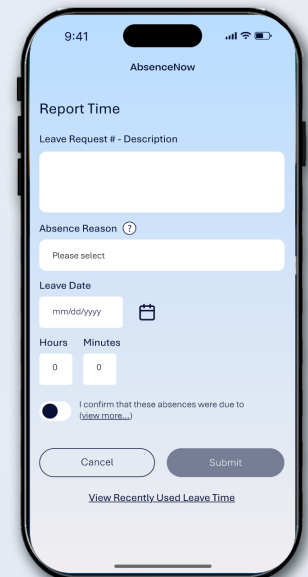 9:41
AbsenceNow
Report Time
Leave Request # - Description
Absence Reason ?
Please select
Leave Date
mm/dd/yyyy
Hours Minutes
0 0
I confirm that these absences were due to
(view more...)
Cancel Submit
View Recently Used Leave Time